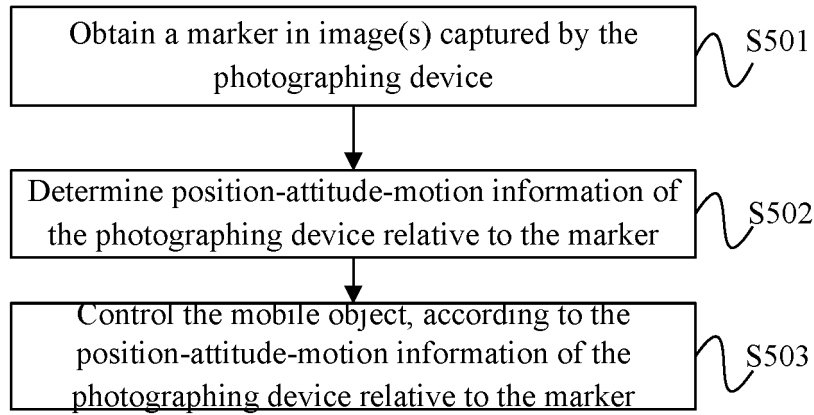 Obtain a marker in image(s) captured by the
photographing device
S501
Determine position-attitude-motion information of
the photographing device relative to the marker
S502
Control the mobile object, according to the
position-attitude-motion information of the
photographing device relative to the marker
S503